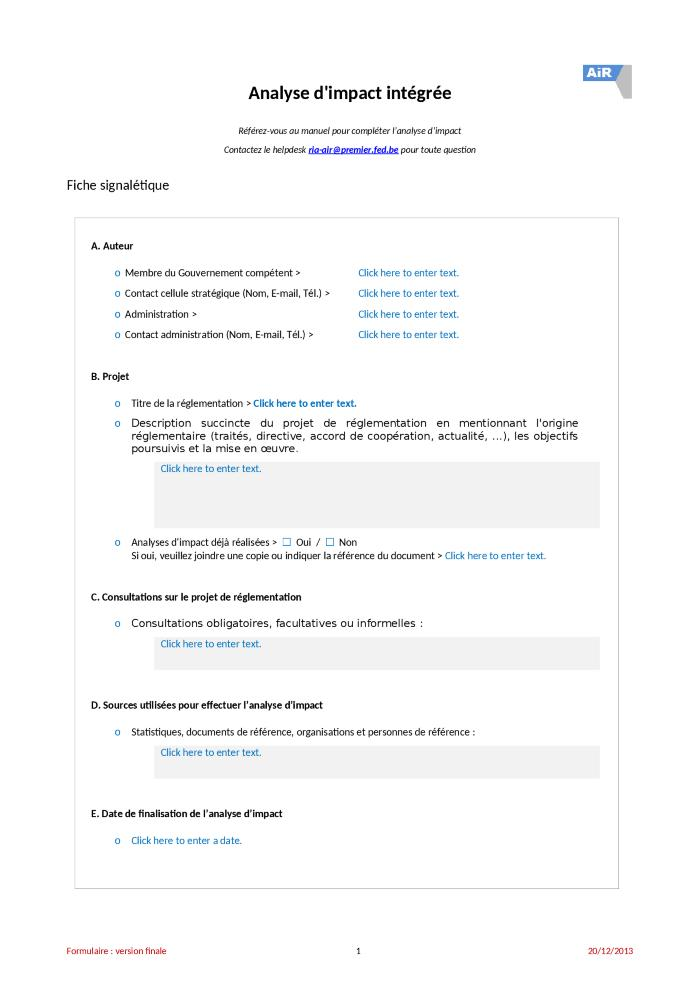 AiR
Analyse d'impact intégrée
Référez-vous au manuel pour compléter l'analyse d'impact
Contactez le helpdesk ria-air@premier.fed.be pour toute question
Fiche signalétique
A. Auteur
o Membre du Gouvernement compétent > Click here to enter text.
o Contact cellule stratégique (Nom, E-mail, Tél.) > Click here to enter text.
o Administration > Click here to enter text.
o Contact administration (Nom, E-mail, Tél.) > Click here to enter text.
B. Projet
o Titre de la réglementation > Click here to enter text.
o Description succincte du projet de réglementation en mentionnant l'origine
réglementaire (traités, directive, accord de coopération, actualité, …), les objectifs
poursuivis et la mise en œuvre.
Click here to enter text.
o Analyses d'impact déjà réalisées > ☐ Oui / ☐ Non
Si oui, veuillez joindre une copie ou indiquer la référence du document > Click here to enter text.
C. Consultations sur le projet de réglementation
o Consultations obligatoires, facultatives ou informelles :
Click here to enter text.
D. Sources utilisées pour effectuer l’analyse d’impact
o Statistiques, documents de référence, organisations et personnes de référence :
Click here to enter text.
E. Date de finalisation de l’analyse d’impact
o Click here to enter a date.
Formulaire : version finale 1 20/12/2013